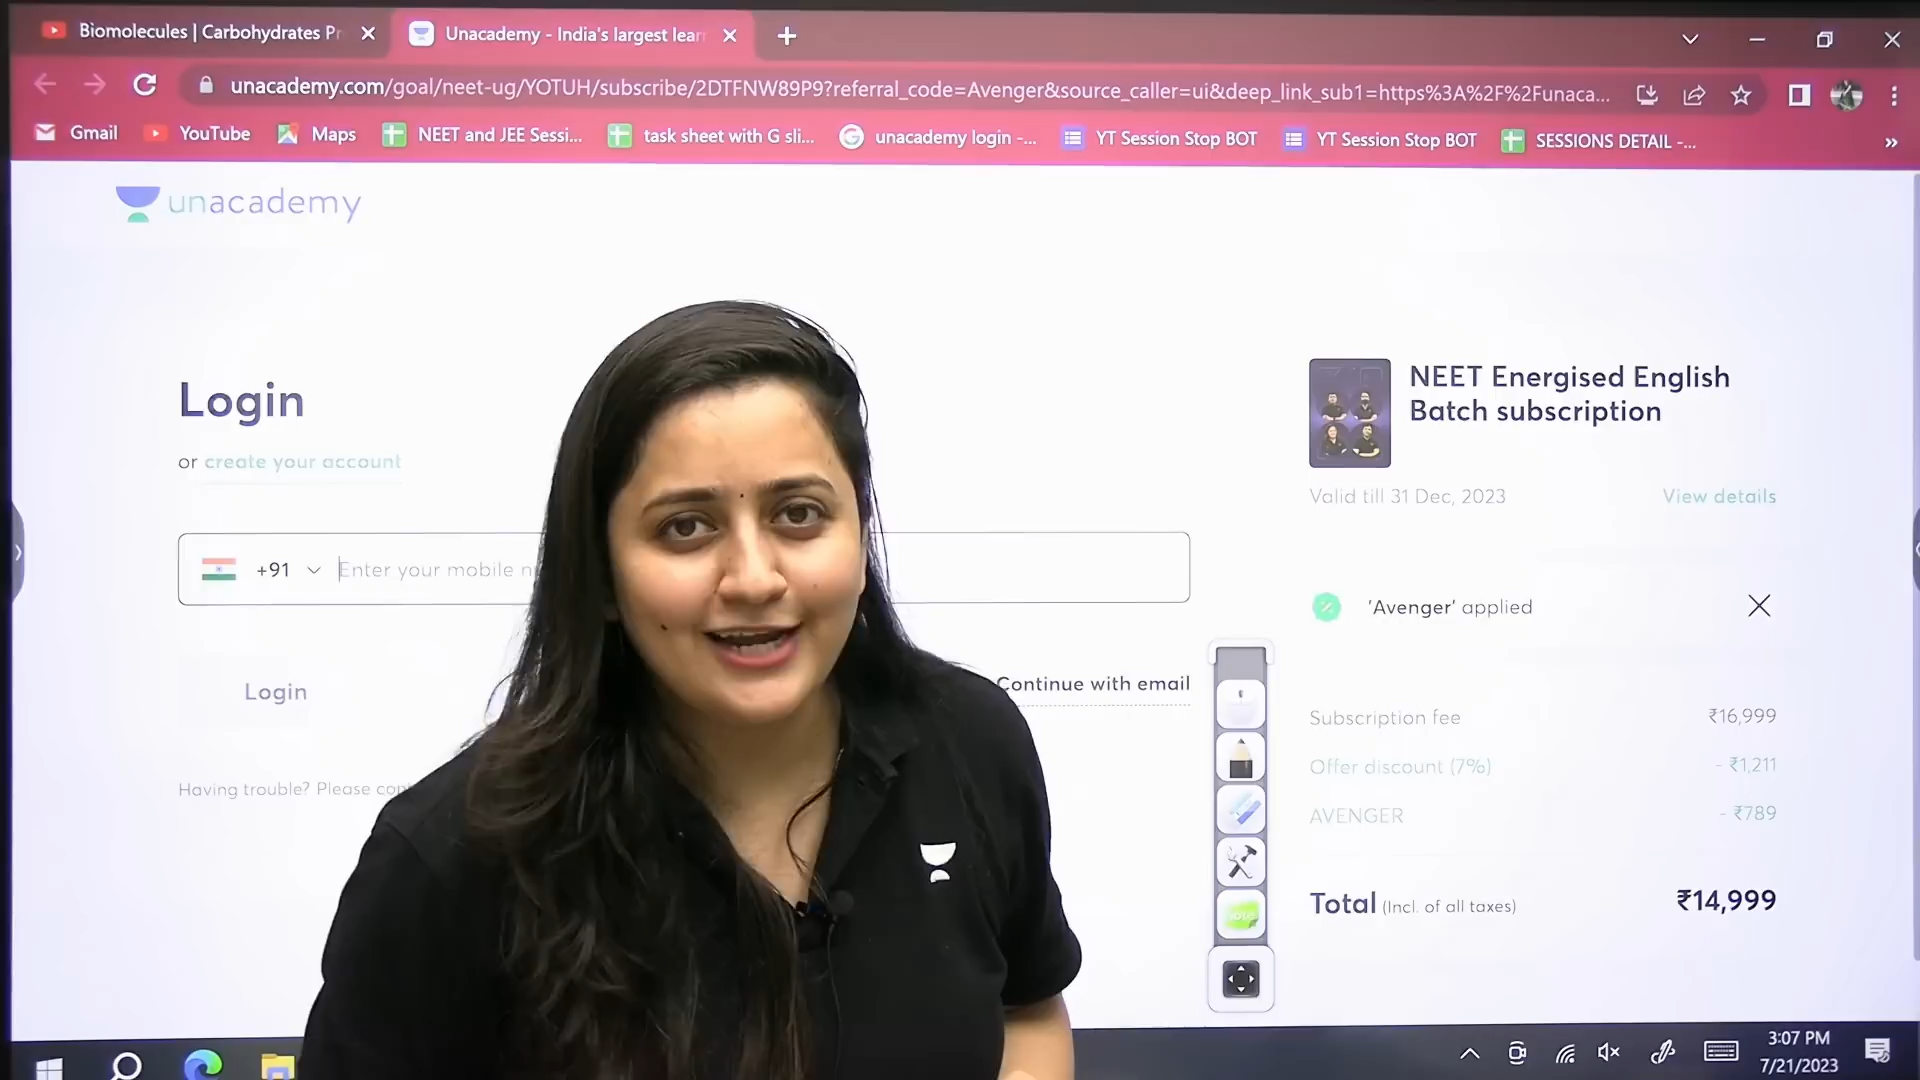 Biomolecules | Carbohydrates Pr
Unacademy - India's largest lear
unacademy.com/goal/neet-ug/YOTUH/subscribe/2DTFNW89P9?referral_code=Avenger&source_caller=ui&deep_link_sub1=https%3A%2F%2Funaca...
Gmail
YouTube
Maps
NEET and JEE Sessi...
task sheet with G sli...
unacademy login -...
YT Session Stop BOT
YT Session Stop BOT
SESSIONS DETAIL -...
»
unacademy
Login
or create your account
+91
Enter your mobile n
Login
Continue with email
Having trouble? Please con
NEET Energised English
Batch subscription
Valid till 31 Dec, 2023
View details
'Avenger' applied
Subscription fee
₹16,999
Offer discount (7%)
- ₹1,211
AVENGER
- ₹789
Total (Incl. of all taxes)
₹14,999
3:07 PM
7/21/2023